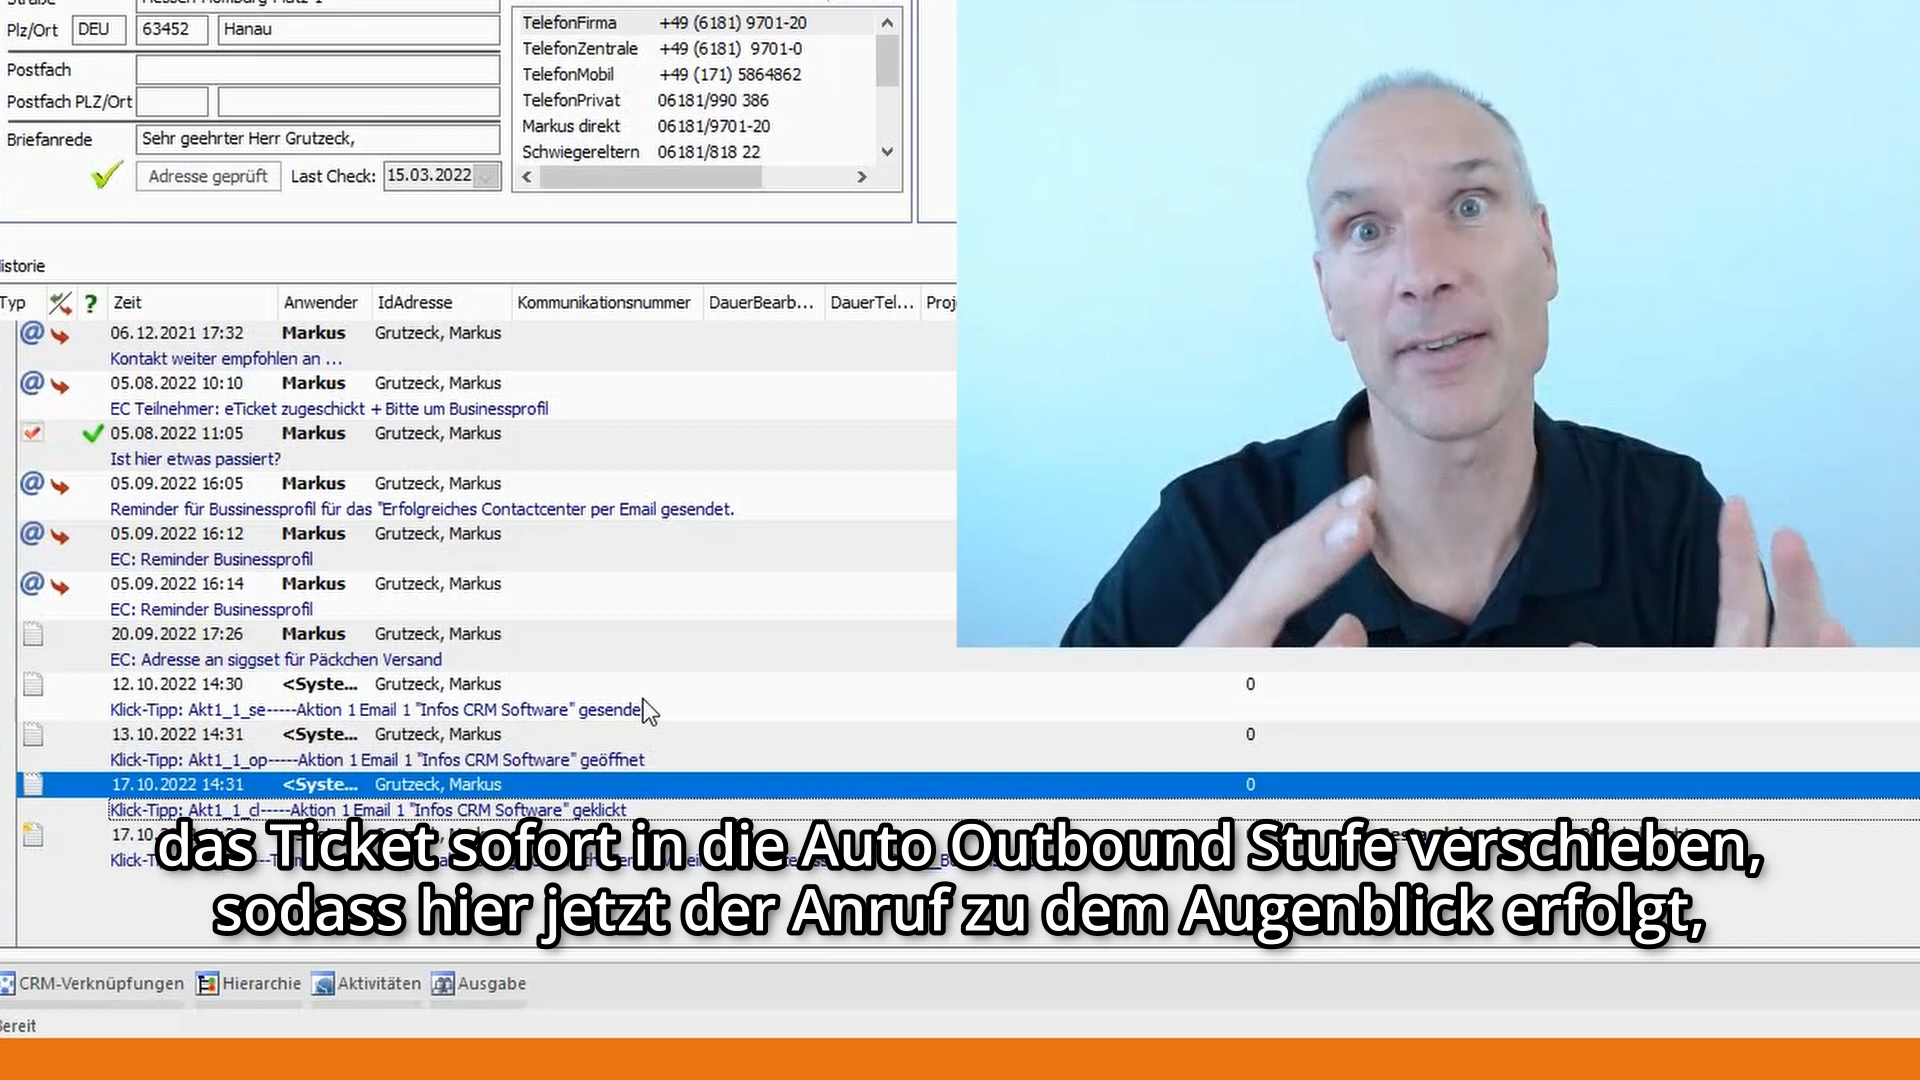 Plz/Ort DEU 63452 Hanau
Postfach
Postfach PLZ/Ort
Briefanrede Sehr geehrter Herr Grutzeck,
Adresse geprüft Last Check: 15.03.2022
TelefonFirma +49 (6181) 9701-20
TelefonZentrale +49 (6181) 9701-0
TelefonMobil +49 (171) 5864862
TelefonPrivat 06181/990 386
Markus direkt 06181/9701-20
Schwiegereltern 06181/818 22
istorie
Typ ? Zeit Anwender IdAdresse Kommunikationsnummer DauerBearb... DauerTel... Proj
06.12.2021 17:32 Markus Grutzeck, Markus
Kontakt weiter empfohlen an ...
05.08.2022 10:10 Markus Grutzeck, Markus
EC Teilnehmer: eTicket zugeschickt + Bitte um Businessprofil
05.08.2022 11:05 Markus Grutzeck, Markus
Ist hier etwas passiert?
05.09.2022 16:05 Markus Grutzeck, Markus
Reminder für Bussinessprofil für das "Erfolgreiches Contactcenter per Email gesendet.
05.09.2022 16:12 Markus Grutzeck, Markus
EC: Reminder Businessprofil
05.09.2022 16:14 Markus Grutzeck, Markus
EC: Reminder Businessprofil
20.09.2022 17:26 Markus Grutzeck, Markus
EC: Adresse an siggset für Päckchen Versand
12.10.2022 14:30 <Syste... Grutzeck, Markus 0
Klick-Tipp: Akt1_1_se-----Aktion 1 Email 1 "Infos CRM Software" gesende
13.10.2022 14:31 <Syste... Grutzeck, Markus 0
Klick-Tipp: Akt1_1_op-----Aktion 1 Email 1 "Infos CRM Software" geöffnet
17.10.2022 14:31 <Syste... Grutzeck, Markus 0
Klick-Tipp: Akt1_1_cl-----Aktion 1 Email 1 "Infos CRM Software" geklickt
das Ticket sofort in die Auto Outbound Stufe verschieben,
sodass hier jetzt der Anruf zu dem Augenblick erfolgt,
CRM-Verknüpfungen Hierarchie Aktivitäten Ausgabe
Bereit